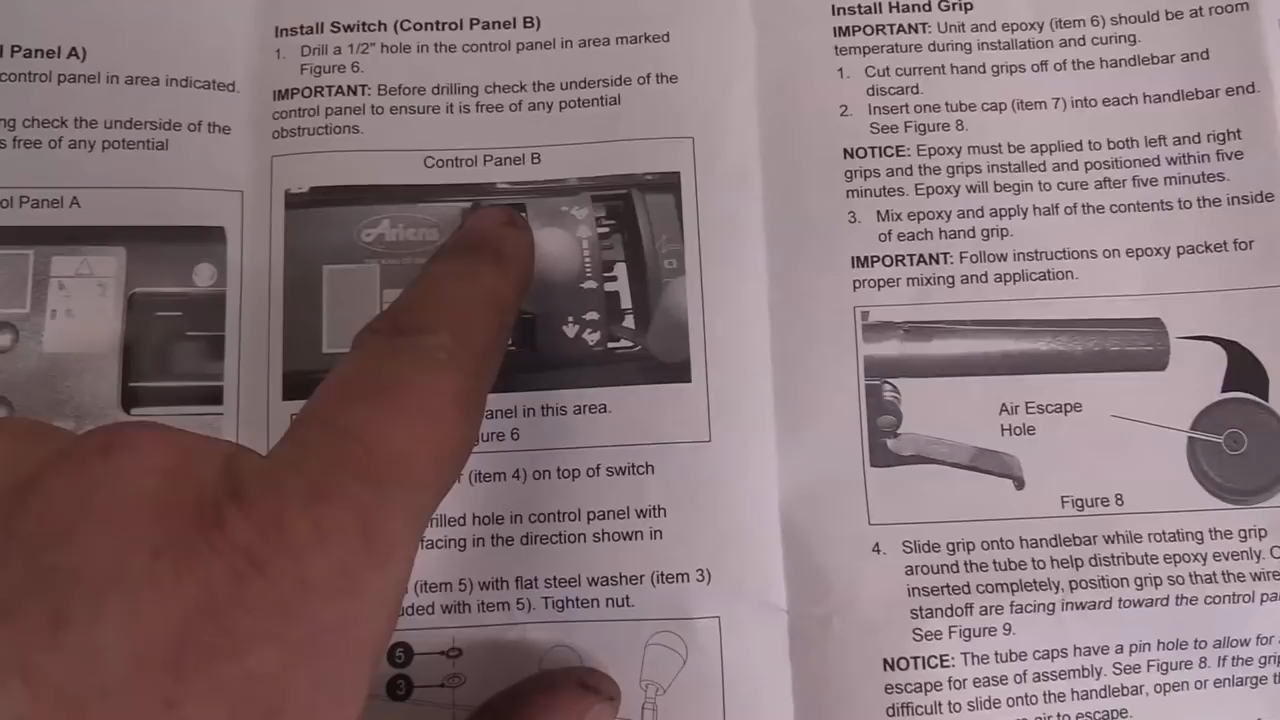 l Panel A)
control panel in area indicated.
ng check the underside of the
s free of any potential
ol Panel A
Install Switch (Control Panel B)
1. Drill a 1/2" hole in the control panel in area marked
Figure 6.
IMPORTANT: Before drilling check the underside of the
control panel to ensure it is free of any potential
obstructions.
Control Panel B
Ariens
anel in this area.
ure 6
(item 4) on top of switch
rilled hole in control panel with
facing in the direction shown in
(item 5) with flat steel washer (item 3)
ded with item 5). Tighten nut.
5
3
Install Hand Grip
IMPORTANT: Unit and epoxy (item 6) should be at room
temperature during installation and curing.
1. Cut current hand grips off of the handlebar and
discard.
2. Insert one tube cap (item 7) into each handlebar end.
See Figure 8.
NOTICE: Epoxy must be applied to both left and right
grips and the grips installed and positioned within five
minutes. Epoxy will begin to cure after five minutes.
3. Mix epoxy and apply half of the contents to the inside
of each hand grip.
IMPORTANT: Follow instructions on epoxy packet for
proper mixing and application.
Air Escape
Hole
Figure 8
4. Slide grip onto handlebar while rotating the grip
around the tube to help distribute epoxy evenly.
inserted completely, position grip so that the wire
standoff are facing inward toward the control pa
See Figure 9.
NOTICE: The tube caps have a pin hole to allow for
escape for ease of assembly. See Figure 8. If the grip
difficult to slide onto the handlebar, open or enlarge t
air to escape.